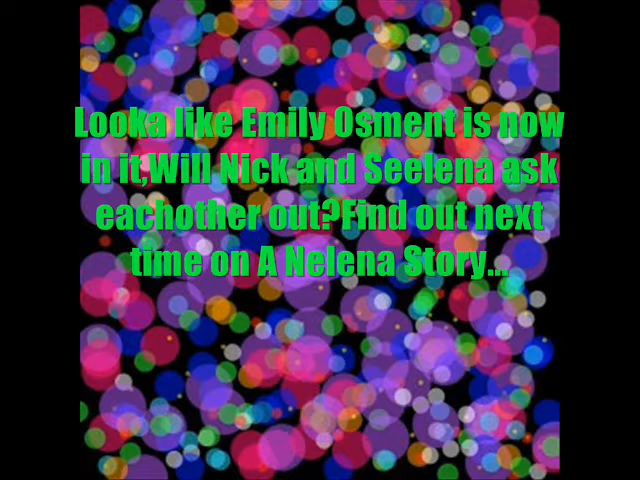 Looka like Emily Osment is now
in it,Will Nick and Seelena ask
eachother out?Find out next
time on A Nelena Story...